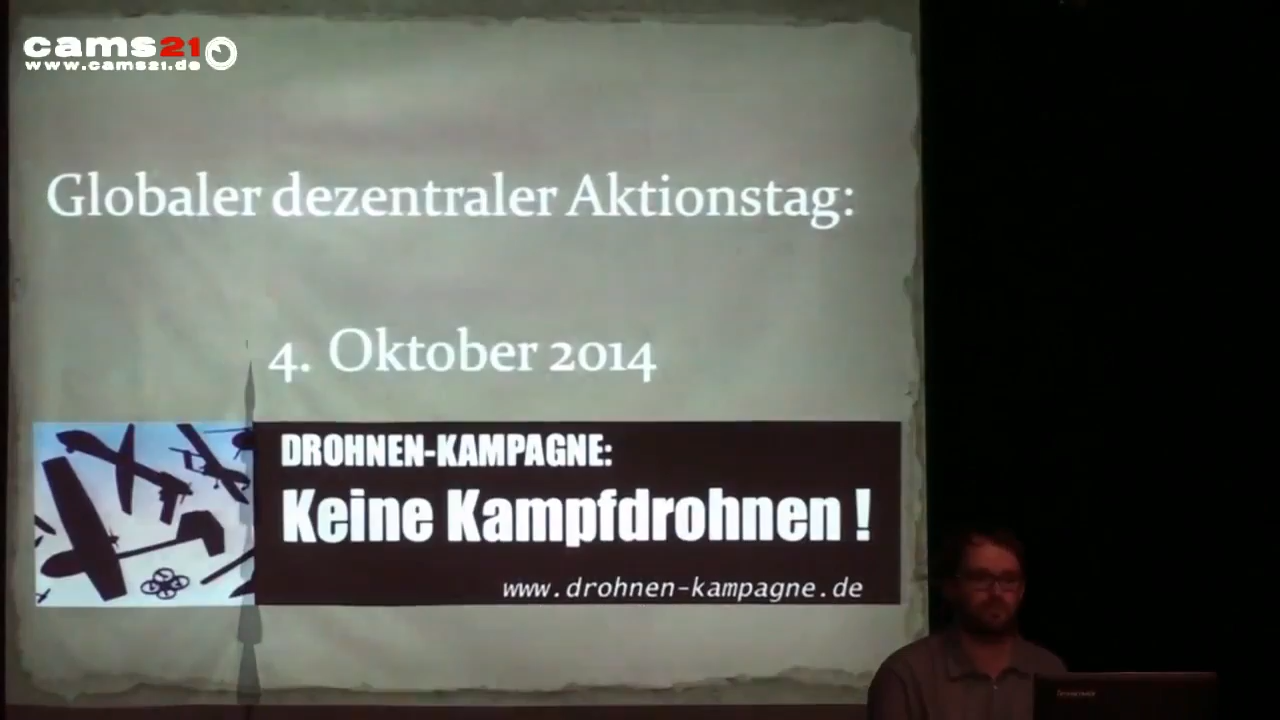 cams21
www.cams21.de
Globaler dezentraler Aktionstag:
4. Oktober 2014
DROHNEN-KAMPAGNE:
Keine Kampfdrohnen !
www.drohnen-kampagne.de